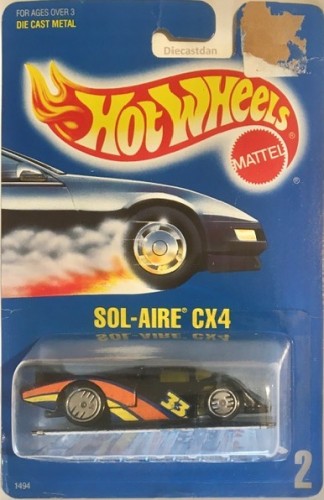 FOR AGES OVER 3
DIE CAST METAL
Diecastdan
HOT WHEELS
MATTEL
®
®
SOL-AIRE® CX4
33
1494
2